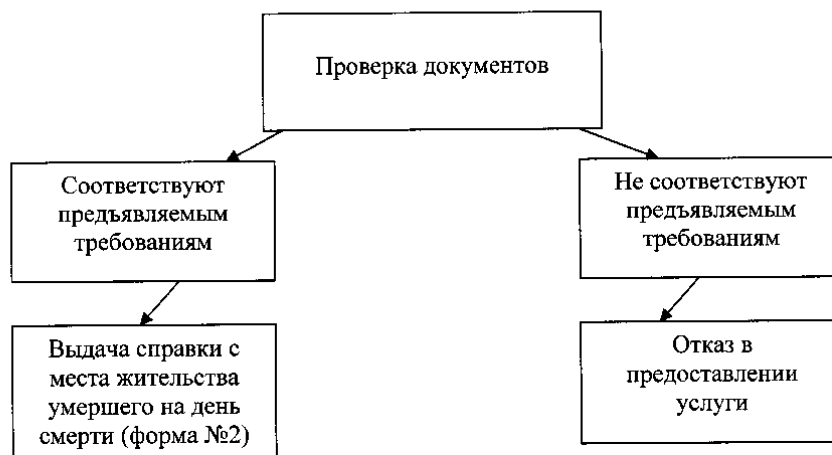 Проверка документов
Соответствуют
предъявляемым
требованиям
Не соответствуют
предъявляемым
требованиям
Выдача справки с
места жительства
умершего на день
смерти (форма №2)
Отказ в
предоставлении
услуги